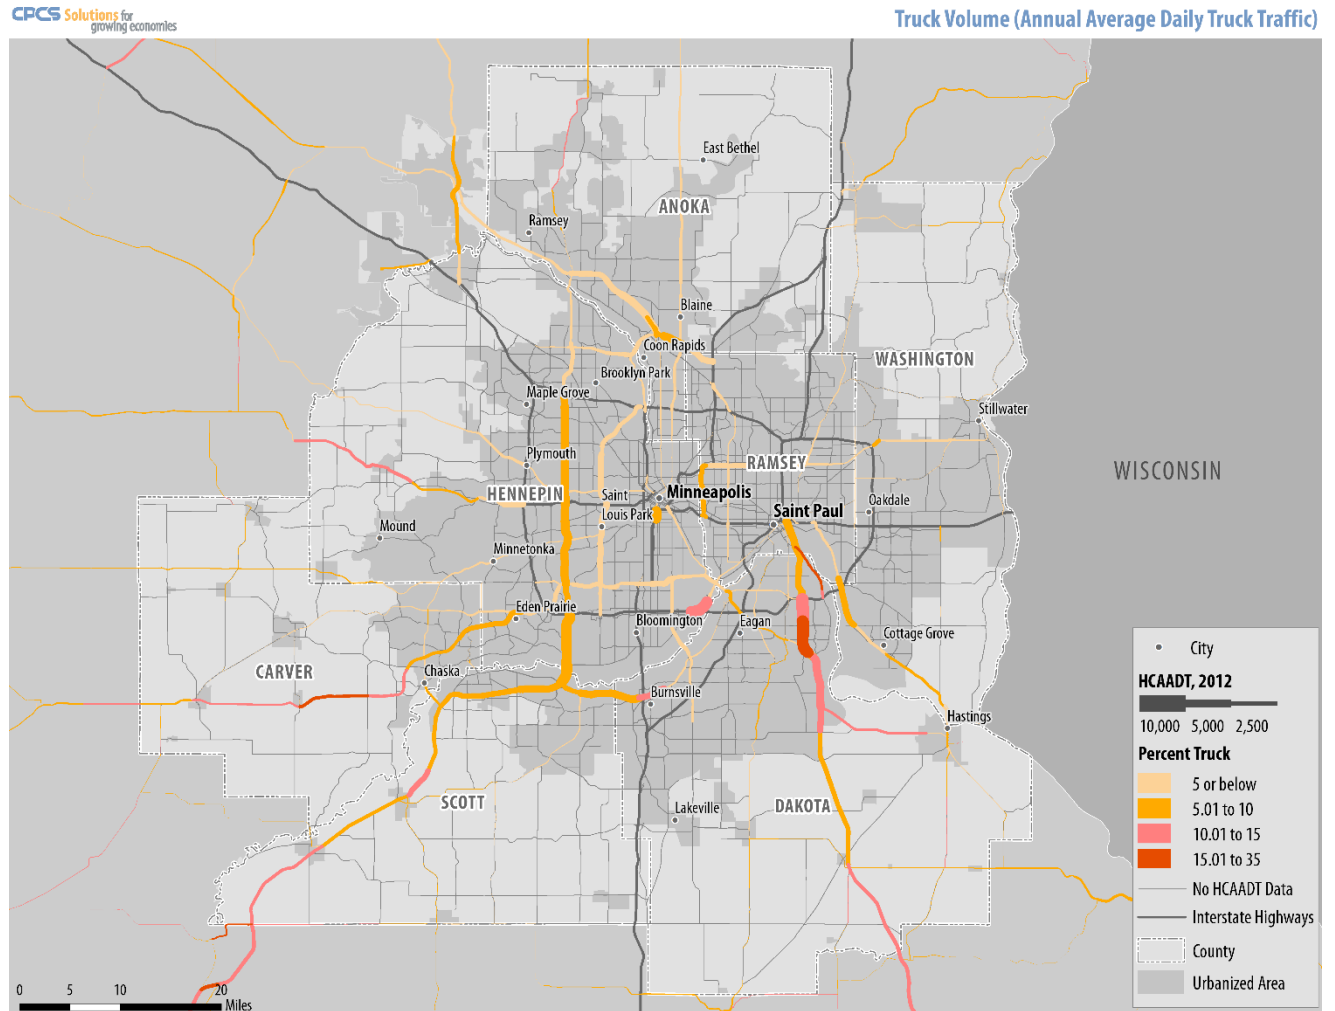 CPCS Solutions for
growing economies
Truck Volume (Annual Average Daily Truck Traffic)
East Bethel
ANOKA
Ramsey
Blaine
Coon Rapids
WASHINGTON
Brooklyn Park
Maple Grove
Stillwater
Plymouth
RAMSEY
WISCONSIN
HENNEPIN
Saint
Louis Park
Minneapolis
Oakdale
Saint Paul
Mound
Minnetonka
Eden Prairie
Bloomington
Eagan
Cottage Grove
CARVER
Chaska
Burnsville
Hastings
SCOTT
Lakeville
DAKOTA
City
HCAADT, 2012
10,000 5,000 2,500
Percent Truck
5 or below
5.01 to 10
10.01 to 15
15.01 to 35
No HCAADT Data
Interstate Highways
County
Urbanized Area
0 5 10 20
Miles